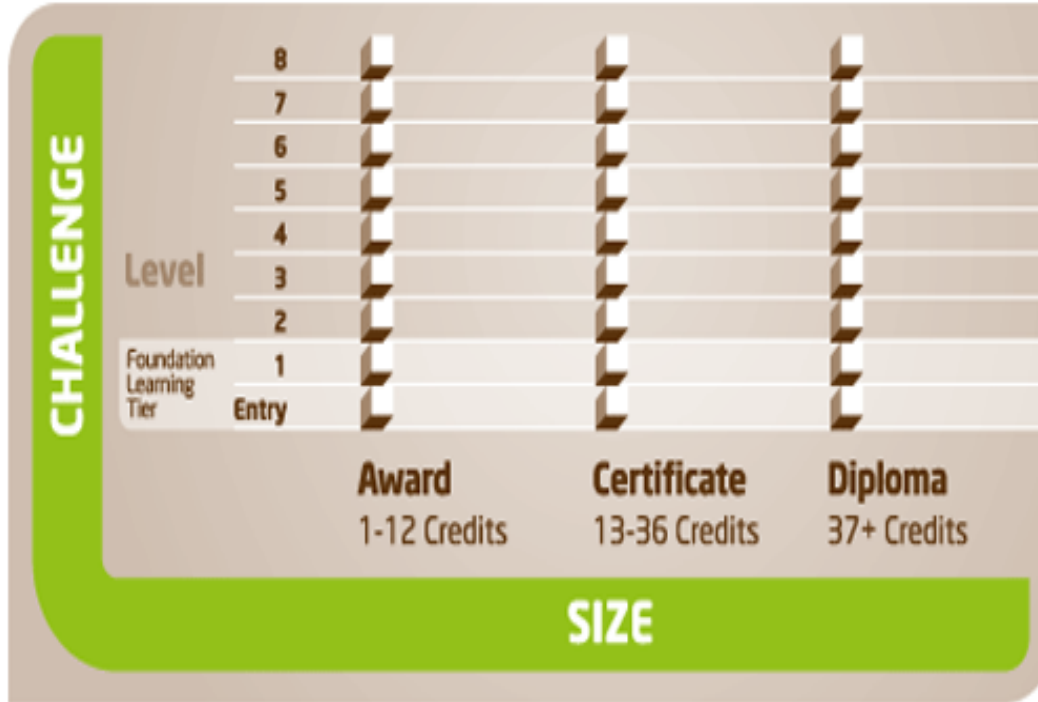 CHALLENGE
Level
8
7
6
5
4
3
2
1
Entry
Foundation
Learning
Tier
Award
1-12 Credits
Certificate
13-36 Credits
Diploma
37+ Credits
SIZE